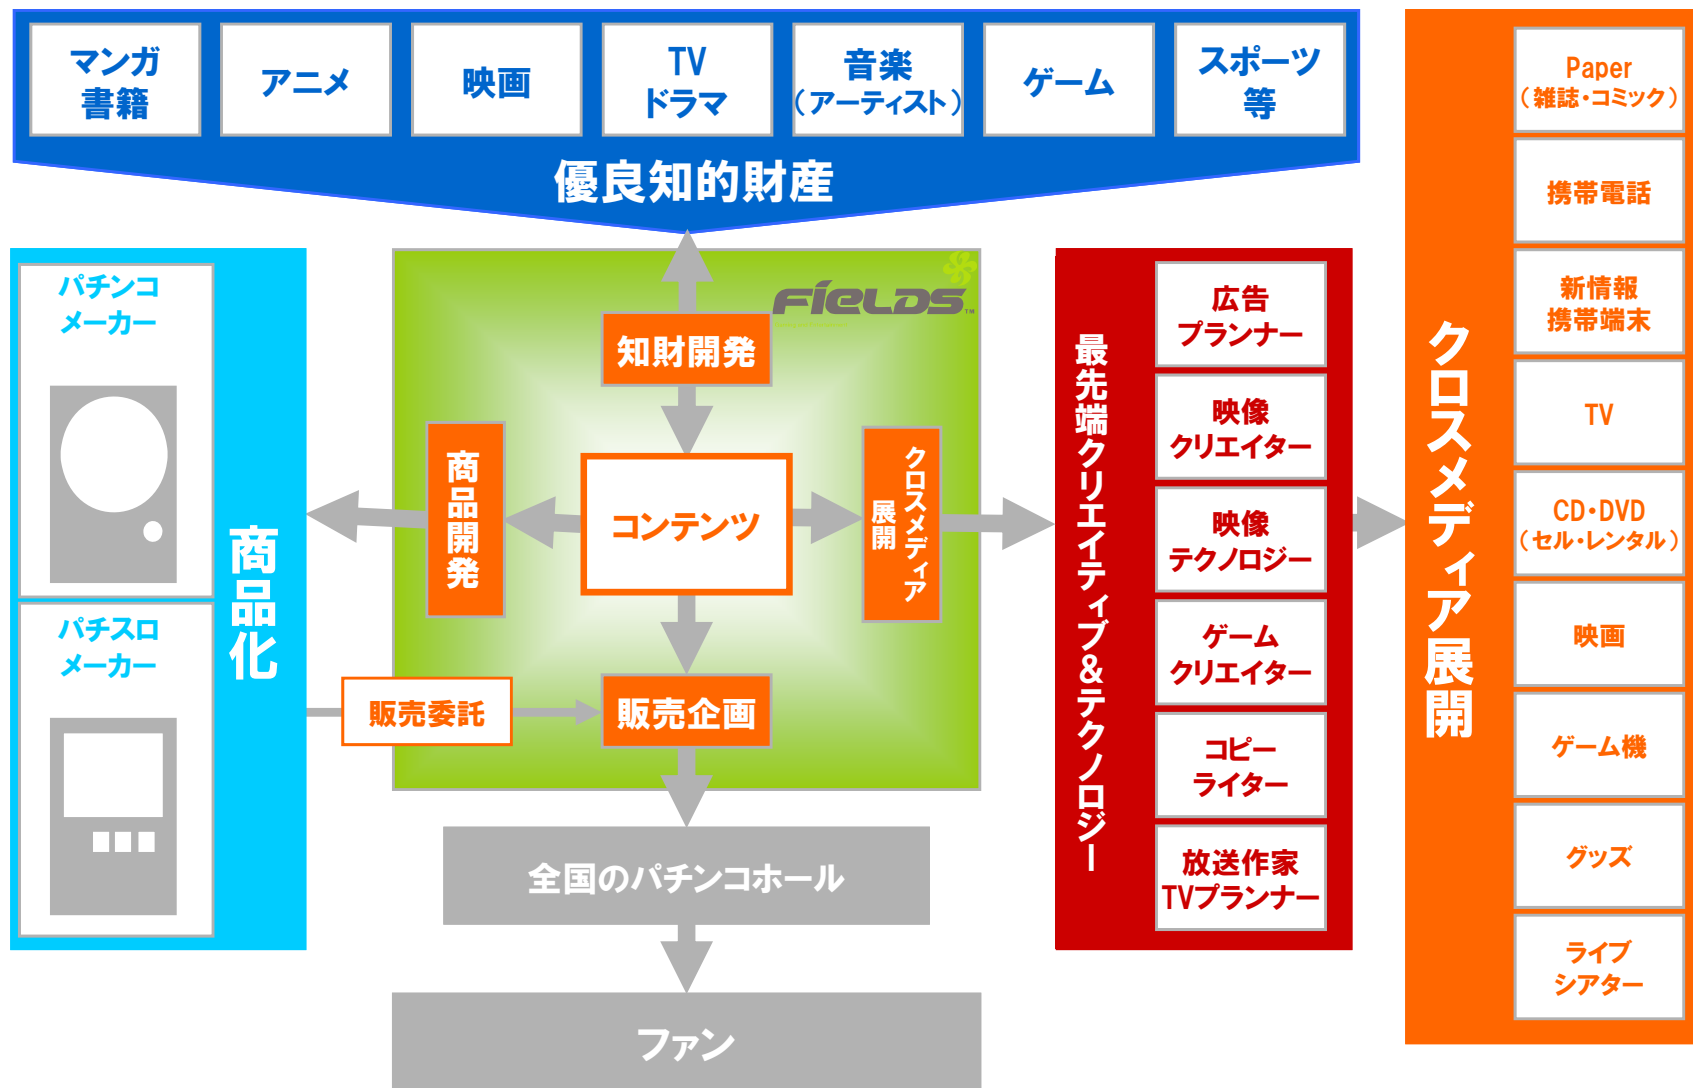 マンガ
書籍
アニメ
映画
TV
ドラマ
音楽
(アーティスト)
ゲーム
スポーツ
等
優良知的財産
パチンコ
メーカー
パチスロ
メーカー
商品化
FIELDS™
知財開発
商品開発
コンテンツ
クロスメディア
展開
販売委託
販売企画
全国のパチンコホール
ファン
最先端クリエイティブ&テクノロジー
広告
プランナー
映像
クリエイター
映像
テクノロジー
ゲーム
クリエイター
コピー
ライター
放送作家
TVプランナー
クロスメディア展開
Paper
(雑誌・コミック)
携帯電話
新情報
携帯端末
TV
CD・DVD
(セル・レンタル)
映画
ゲーム機
グッズ
ライブ
シアター